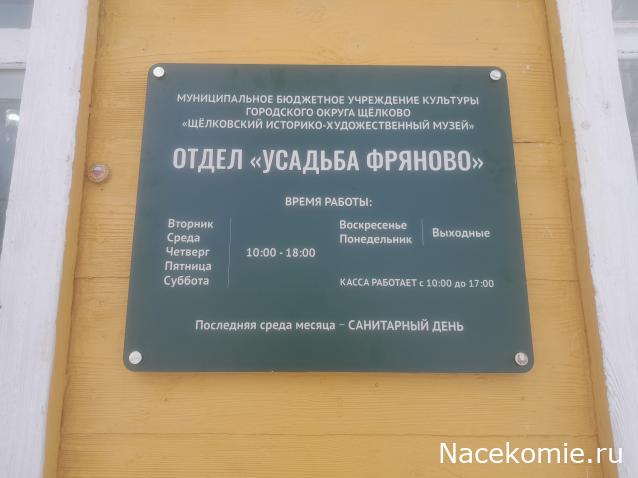 МУНИЦИПАЛЬНОЕ БЮДЖЕТНОЕ УЧРЕЖДЕНИЕ КУЛЬТУРЫ
ГОРОДСКОГО ОКРУГА ЩЁЛКОВО
«ЩЁЛКОВСКИЙ ИСТОРИКО-ХУДОЖЕСТВЕННЫЙ МУЗЕЙ»
ОТДЕЛ «УСАДЬБА ФРЯНОВО»
ВРЕМЯ РАБОТЫ:
Вторник
Среда
Четверг
Пятница
Суббота
10:00 - 18:00
Воскресенье
Понедельник
Выходные
КАССА РАБОТАЕТ с 10:00 до 17:00
Последняя среда месяца – САНИТАРНЫЙ ДЕНЬ
Nacekomie.ru